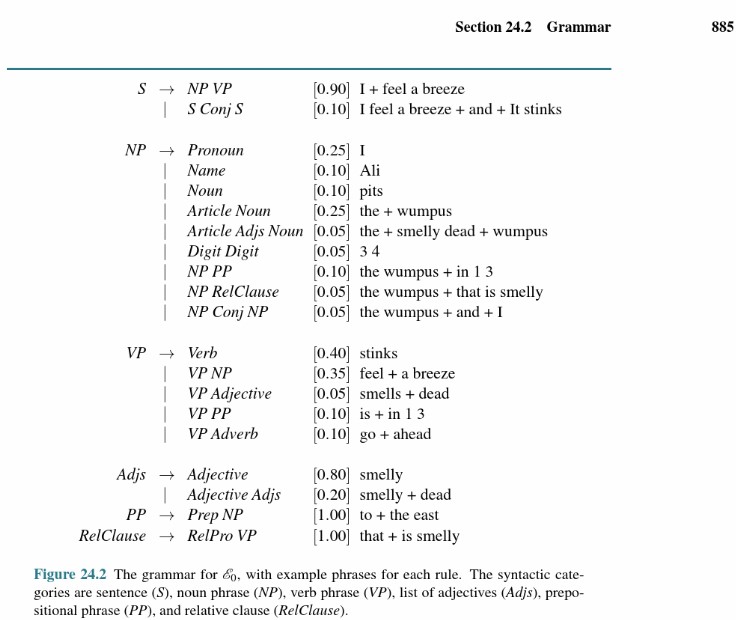 Section 24.2 Grammar 885
S → NP VP [0.90] I + feel a breeze
| S Conj S [0.10] I feel a breeze + and + It stinks
NP → Pronoun [0.25] I
| Name [0.10] Ali
| Noun [0.10] pits
| Article Noun [0.25] the + wumpus
| Article Adjs Noun [0.05] the + smelly dead + wumpus
| Digit Digit [0.05] 3 4
| NP PP [0.10] the wumpus + in 1 3
| NP RelClause [0.05] the wumpus + that is smelly
| NP Conj NP [0.05] the wumpus + and + I
VP → Verb [0.40] stinks
| VP NP [0.35] feel + a breeze
| VP Adjective [0.05] smells + dead
| VP PP [0.10] is + in 1 3
| VP Adverb [0.10] go + ahead
Adjs → Adjective [0.80] smelly
| Adjective Adjs [0.20] smelly + dead
PP → Prep NP [1.00] to + the east
RelClause → RelPro VP [1.00] that + is smelly
Figure 24.2 The grammar for ℰ₀, with example phrases for each rule. The syntactic cate-
gories are sentence (S), noun phrase (NP), verb phrase (VP), list of adjectives (Adjs), prepo-
sitional phrase (PP), and relative clause (RelClause).